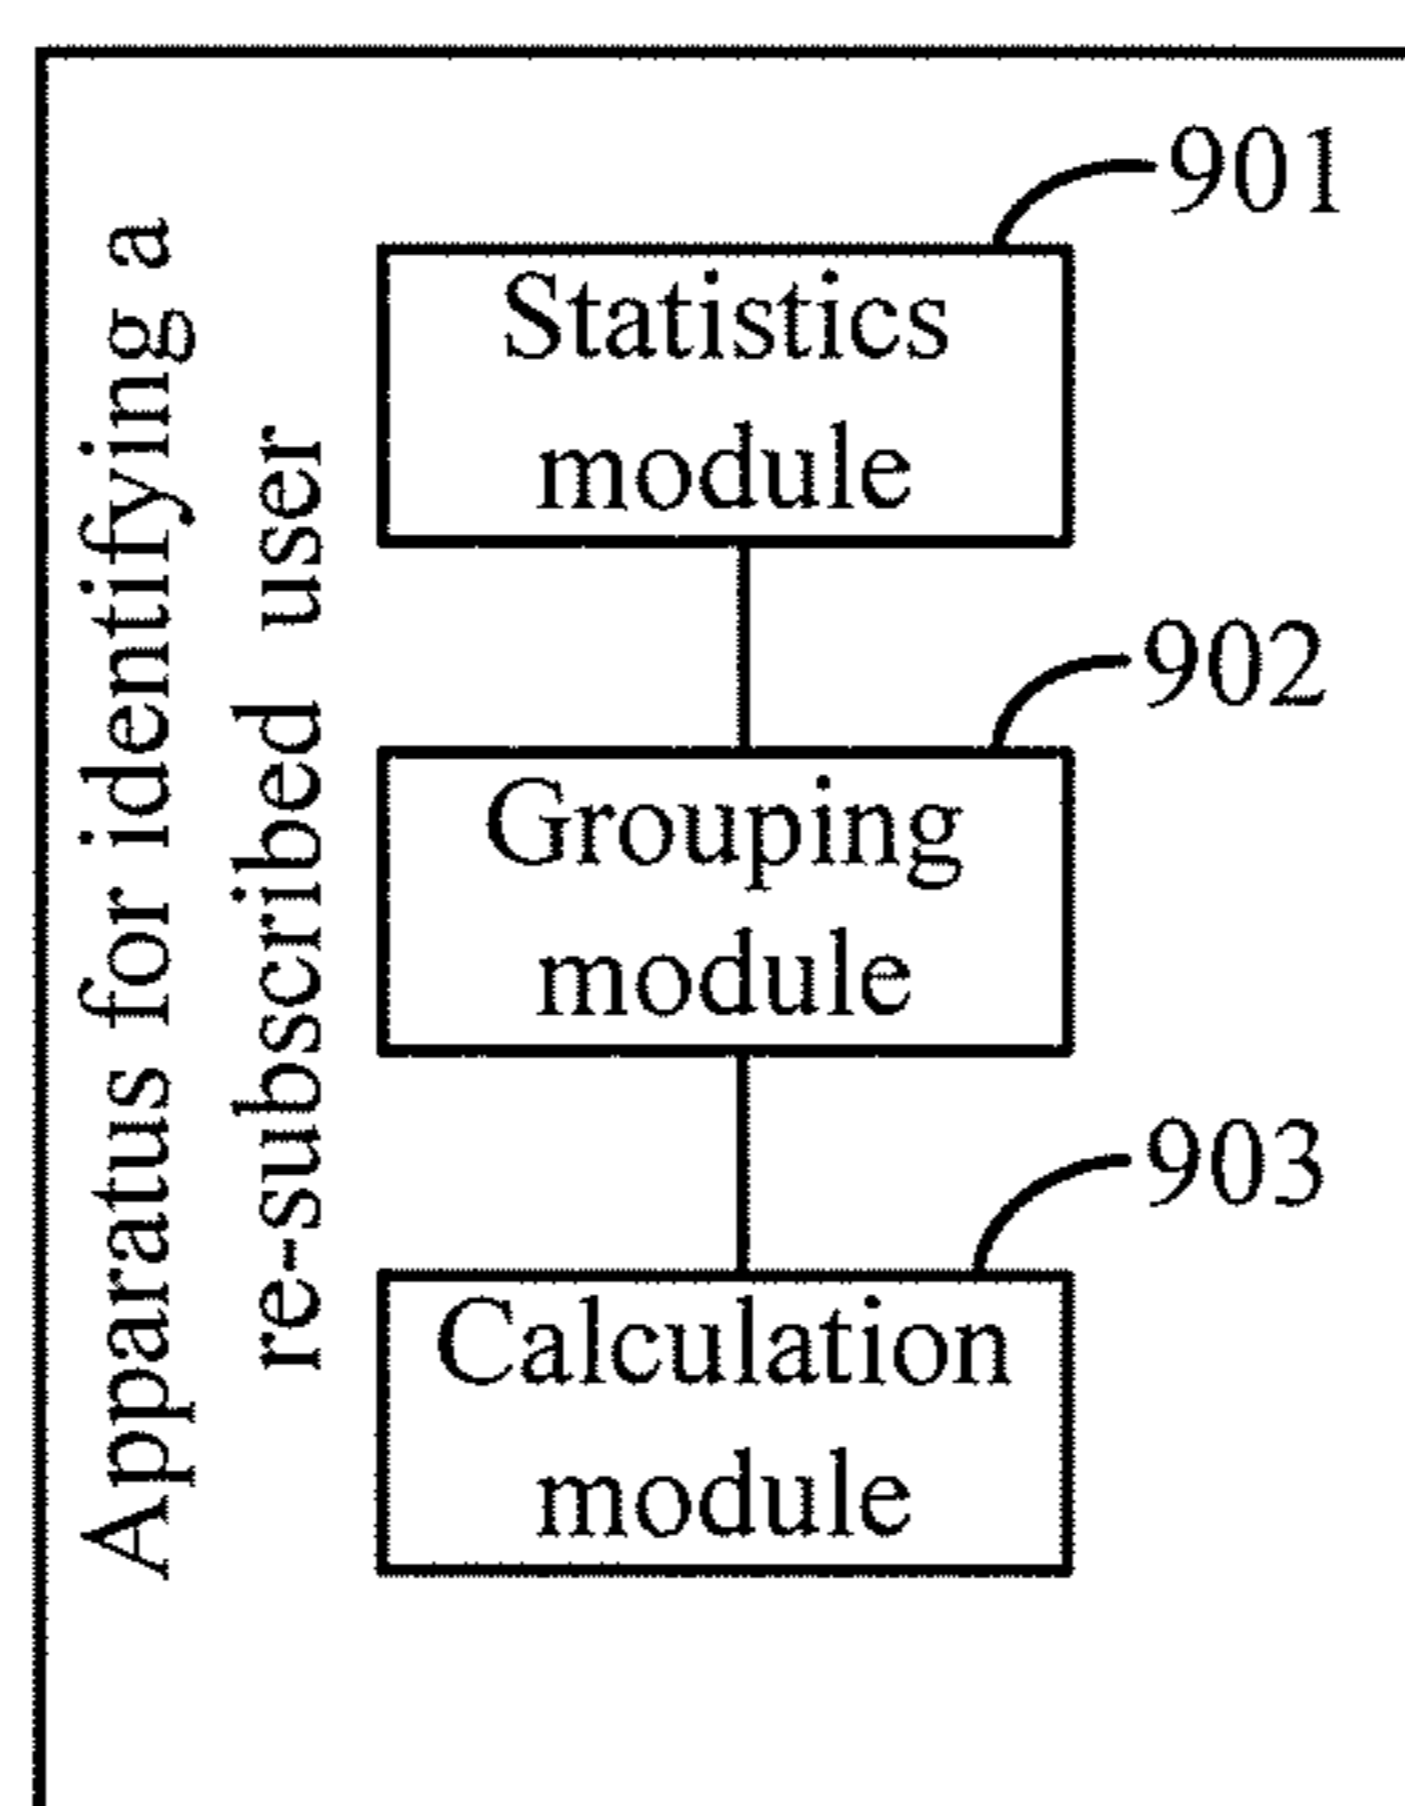 Apparatus for identifying a
re-subscribed user
901
Statistics
module
902
Grouping
module
903
Calculation
module